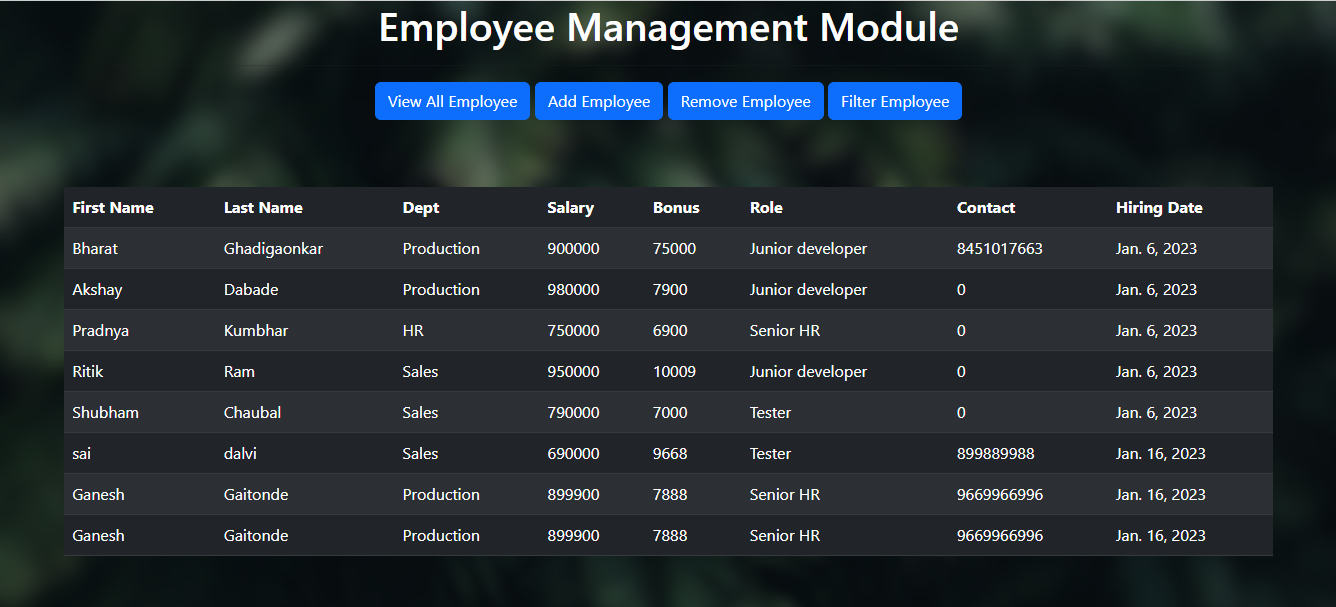 Employee Management Module
View All Employee Add Employee Remove Employee Filter Employee
First Name Last Name Dept Salary Bonus Role Contact Hiring Date
Bharat Ghadigaonkar Production 900000 75000 Junior developer 8451017663 Jan. 6, 2023
Akshay Dabade Production 980000 7900 Junior developer 0 Jan. 6, 2023
Pradnya Kumbhar HR 750000 6900 Senior HR 0 Jan. 6, 2023
Ritik Ram Sales 950000 10009 Junior developer 0 Jan. 6, 2023
Shubham Chaubal Sales 790000 7000 Tester 0 Jan. 6, 2023
sai dalvi Sales 690000 9668 Tester 899889988 Jan. 16, 2023
Ganesh Gaitonde Production 899900 7888 Senior HR 9669966996 Jan. 16, 2023
Ganesh Gaitonde Production 899900 7888 Senior HR 9669966996 Jan. 16, 2023